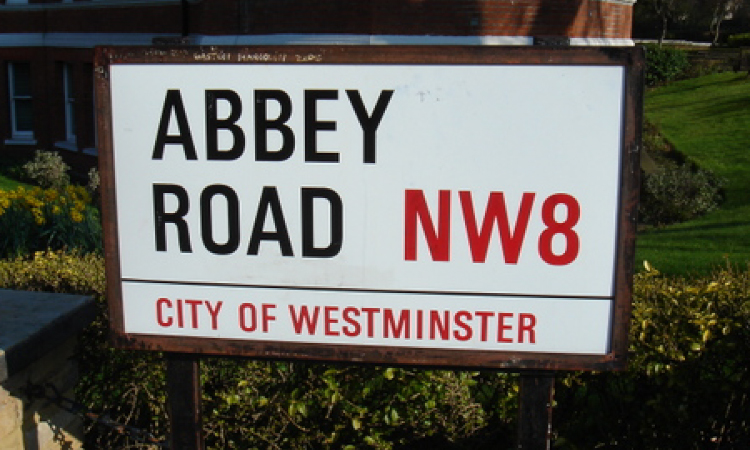 ABBEY
ROAD NW8
CITY OF WESTMINSTER